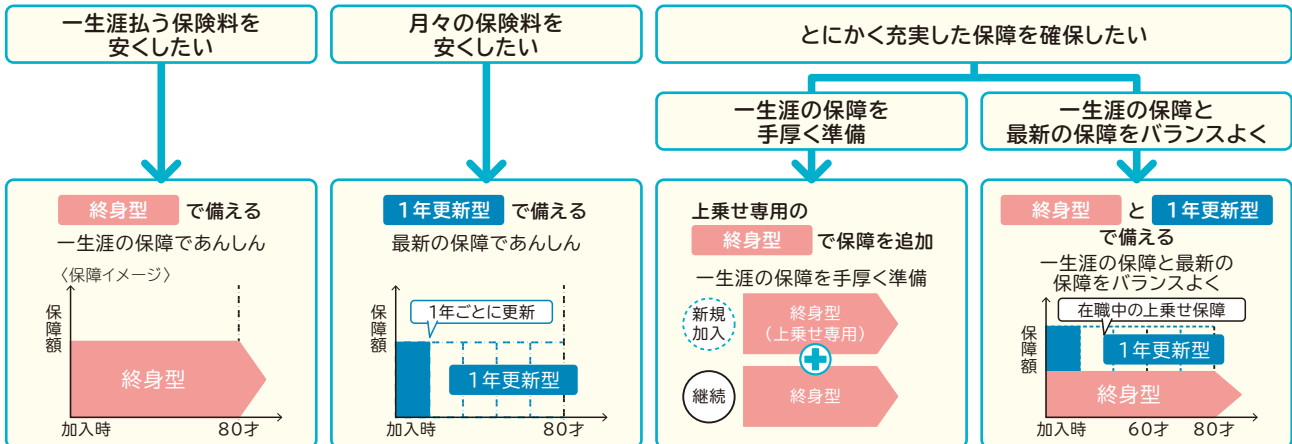 一生涯払う保険料を
安くしたい
月々の保険料を
安くしたい
とにかく充実した保障を確保したい
一生涯の保障を
手厚く準備
一生涯の保障と
最新の保障をバランスよく
終身型 で備える
一生涯の保障であんしん
〈保障イメージ〉
保障額
終身型
加入時
80才
1年更新型 で備える
最新の保障であんしん
保障額
1年ごとに更新
1年更新型
加入時
80才
上乗せ専用の
終身型 で保障を追加
一生涯の保障を手厚く準備
新規
加入
終身型
(上乗せ専用)
継続
終身型
終身型 と 1年更新型
で備える
一生涯の保障と最新の
保障をバランスよく
保障額
在職中の上乗せ保障
1年更新型
終身型
加入時
60才
80才